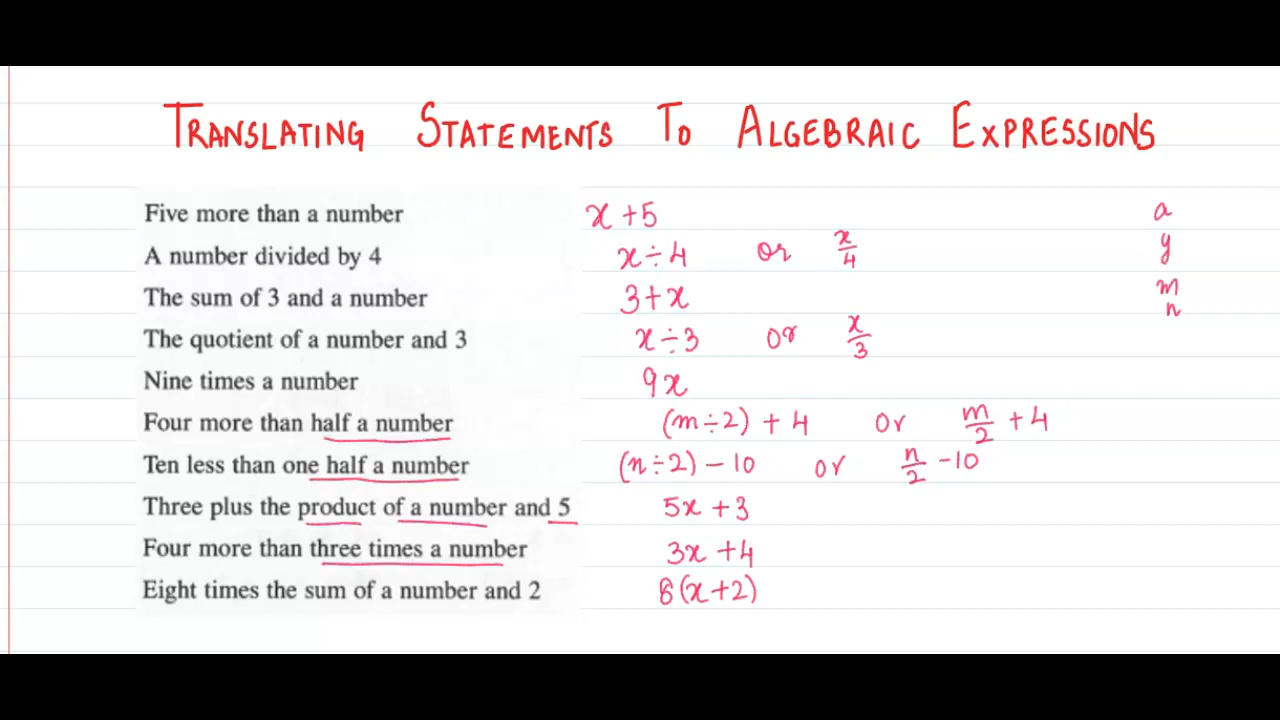 TRANSLATING STATEMENTS TO ALGEBRAIC EXPRESSIONS
Five more than a number x + 5 a
A number divided by 4 x ÷ 4 or x/4 y
The sum of 3 and a number 3 + x m
n
The quotient of a number and 3 x ÷ 3 or x/3
Nine times a number 9x
Four more than half a number (m ÷ 2) + 4 or m/2 + 4
Ten less than one half a number (n ÷ 2) − 10 or n/2 − 10
Three plus the product of a number and 5 5x + 3
Four more than three times a number 3x + 4
Eight times the sum of a number and 2 8(x + 2)